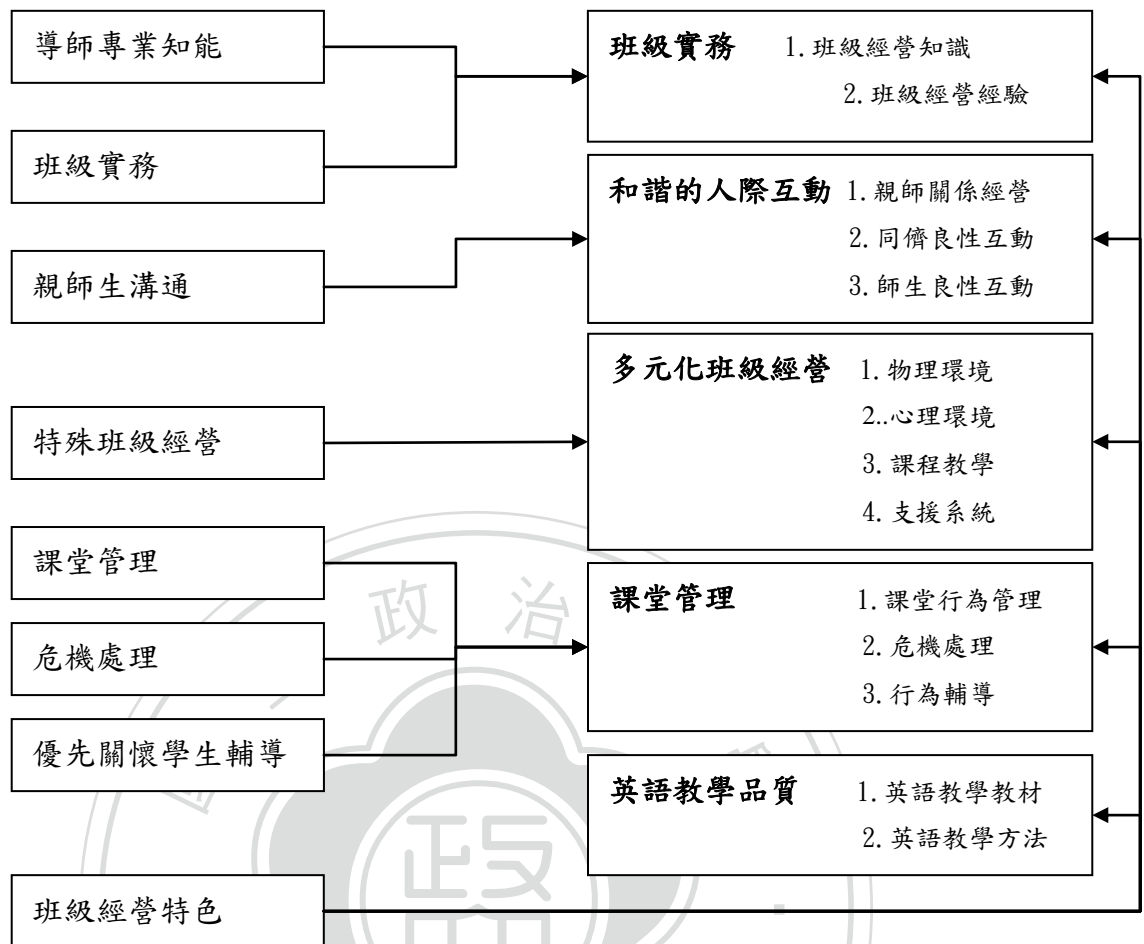 導師專業知能
班級實務
親師生溝通
特殊班級經營
課堂管理
危機處理
優先關懷學生輔導
班級經營特色
班級實務 1.班級經營知識
2.班級經營經驗
和諧的人際互動 1.親師關係經營
2.同儕良性互動
3.師生良性互動
多元化班級經營 1.物理環境
2..心理環境
3.課程教學
4.支援系統
課堂管理 1.課堂行為管理
2.危機處理
3.行為輔導
英語教學品質 1.英語教學教材
2.英語教學方法
政治
政